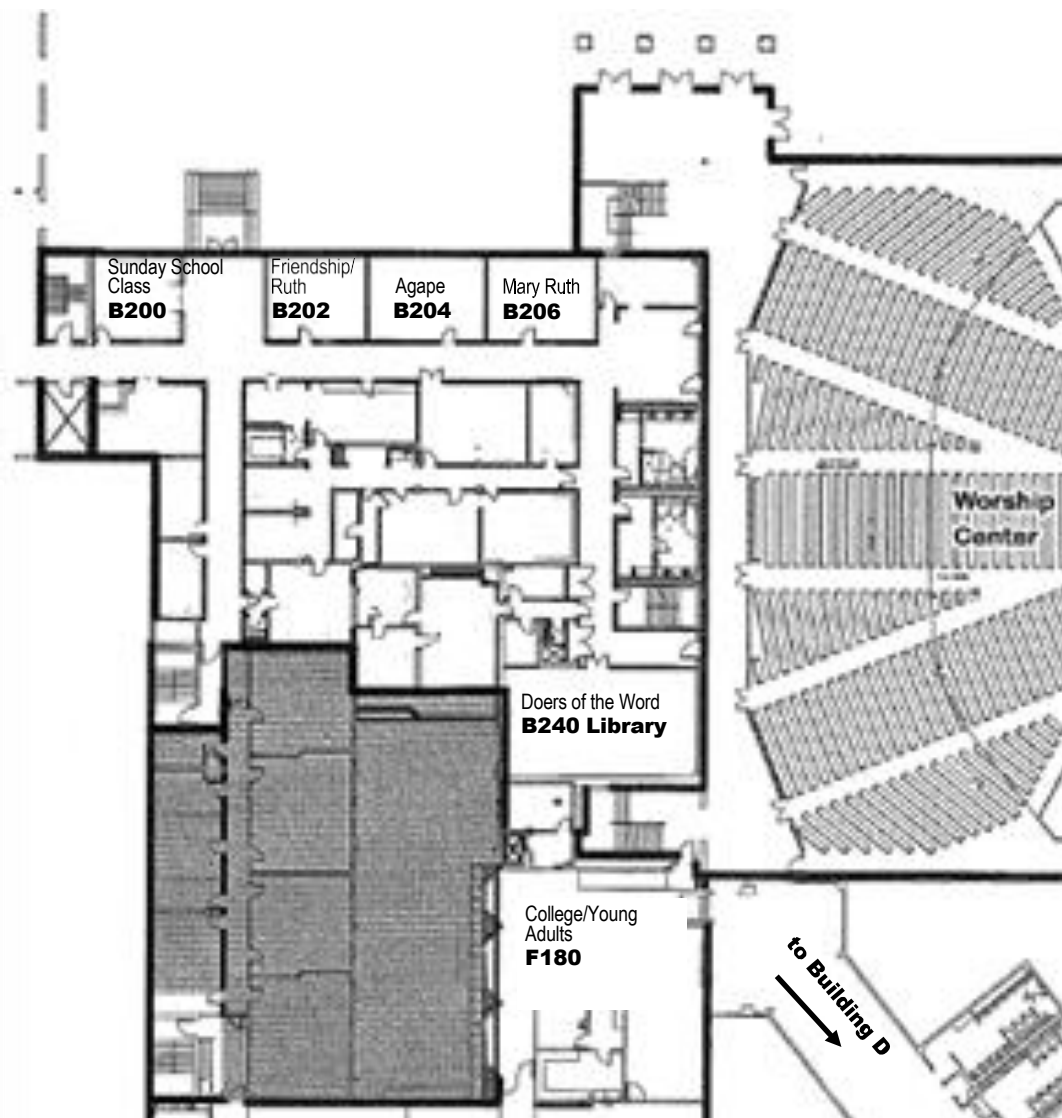 Sunday School
Class
B200
Friendship/
Ruth
B202
Agape
B204
Mary Ruth
B206
Worship
Center
Doers of the Word
B240 Library
College/Young
Adults
F180
to Building D